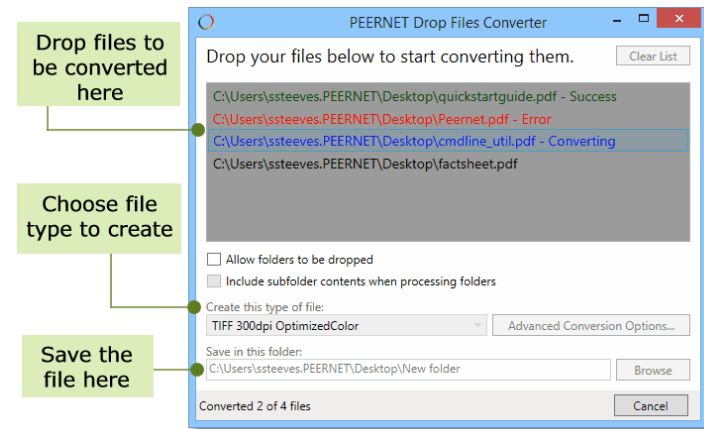 PEERNET Drop Files Converter
Drop files to
be converted
here
Drop your files below to start converting them.
Clear List
C:\Users\ssteeves.PEERNET\Desktop\quickstartguide.pdf - Success
C:\Users\ssteeves.PEERNET\Desktop\Peernet.pdf - Error
C:\Users\ssteeves.PEERNET\Desktop\cmdline_util.pdf - Converting
C:\Users\ssteeves.PEERNET\Desktop\factsheet.pdf
Choose file
type to create
Allow folders to be dropped
Include subfolder contents when processing folders
Create this type of file:
TIFF 300dpi OptimizedColor
Advanced Conversion Options...
Save the
file here
Save in this folder:
C:\Users\ssteeves.PEERNET\Desktop\New folder
Browse
Converted 2 of 4 files
Cancel